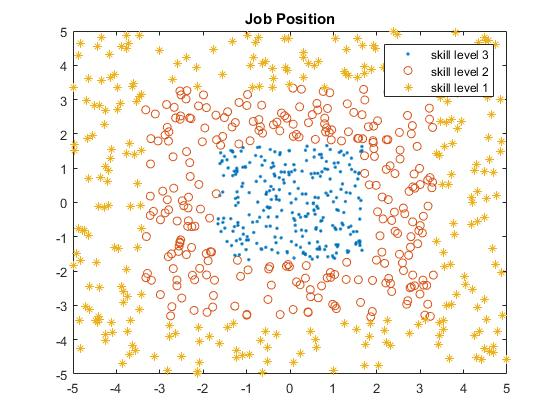 Job Position
skill level 3
skill level 2
skill level 1
5
4
3
2
1
0
-1
-2
-3
-4
-5
-5 -4 -3 -2 -1 0 1 2 3 4 5